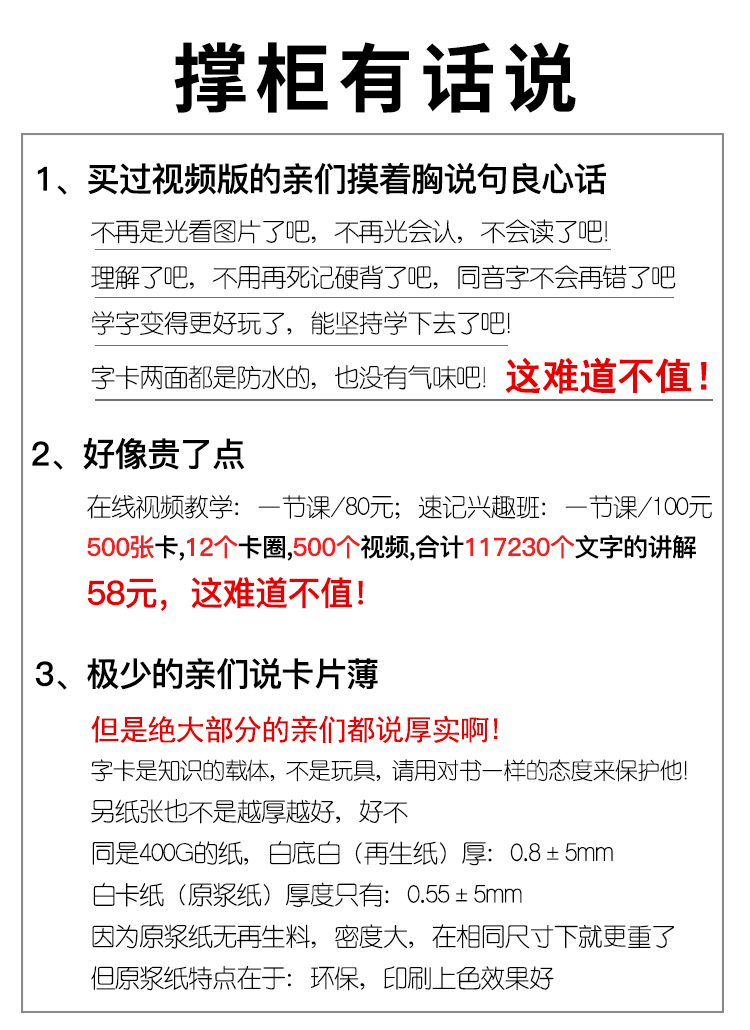 撑柜有话说
1、买过视频版的亲们摸着胸说句良心话
不再是光看图片了吧，不再光会认，不会读了吧！
理解了吧，不用再死记硬背了吧，同音字不会再错了吧
学字变得更好玩了，能坚持学下去了吧！
字卡两面都是防水的，也没有气味吧！这难道不值！
2、好像贵了点
在线视频教学：一节课/80元；速记兴趣班：一节课/100元
500张卡,12个卡圈,500个视频,合计117230个文字的讲解
58元，这难道不值！
3、极少的亲们说卡片薄
但是绝大部分的亲们都说厚实啊！
字卡是知识的载体，不是玩具，请用对书一样的态度来保护他！
另纸张也不是越厚越好，好不
同是400G的纸，白底白（再生纸）厚：0.8±5mm
白卡纸（原浆纸）厚度只有：0.55±5mm
因为原浆纸无再生料，密度大，在相同尺寸下就更重了
但原浆纸特点在于：环保，印刷上色效果好